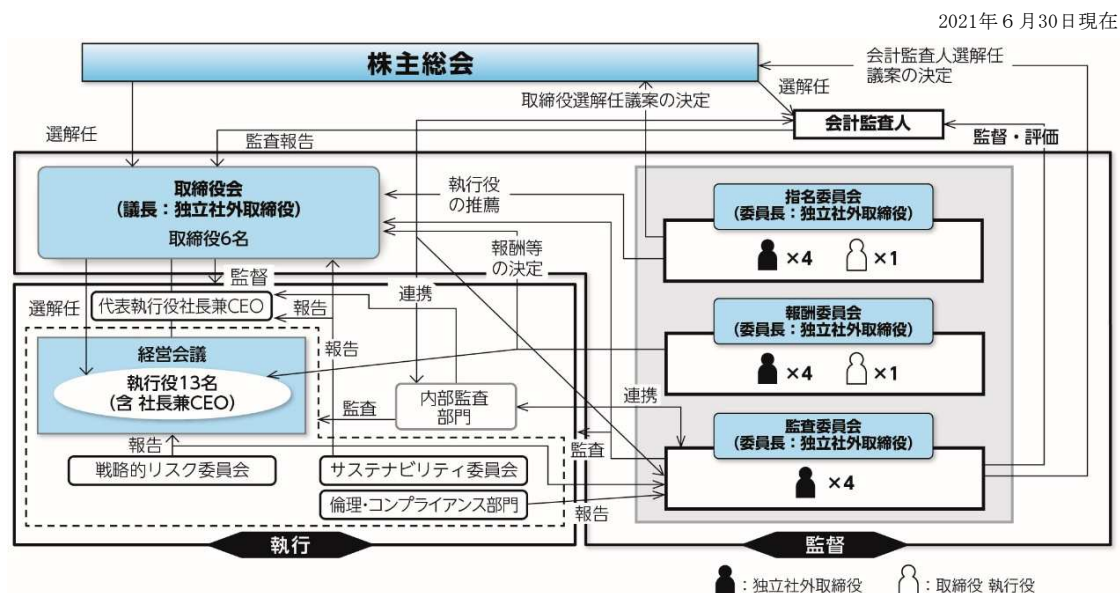 2021年6月30日現在
株主総会
会計監査人選解任
議案の決定
取締役選解任議案の決定
選解任
会計監査人
選解任
監査報告
監督・評価
取締役会
(議長:独立社外取締役)
取締役6名
執行役
の推薦
指名委員会
(委員長:独立社外取締役)
×4 ×1
報酬等
の決定
監督
連携
選解任
代表執行役社長兼CEO
報告
報酬委員会
(委員長:独立社外取締役)
×4 ×1
経営会議
執行役13名
(含 社長兼CEO)
報告
監査
内部監査
部門
連携
監査委員会
(委員長:独立社外取締役)
×4
報告
監査
戦略的リスク委員会
サステナビリティ委員会
倫理・コンプライアンス部門
報告
執行
監督
:独立社外取締役
:取締役 執行役